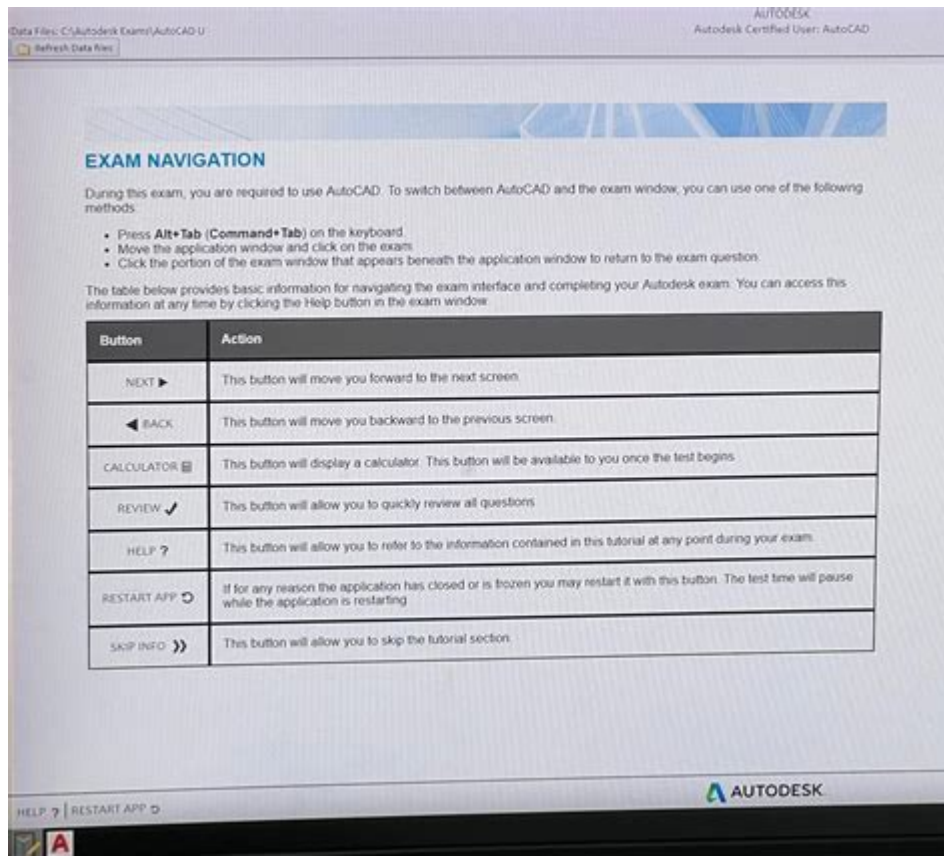 AUTODESK
Data Files: C:\Autodesk Exams\AutoCAD U
Autodesk Certified User: AutoCAD
Refresh Data files
EXAM NAVIGATION
During this exam, you are required to use AutoCAD. To switch between AutoCAD and the exam window, you can use one of the following
methods:
• Press Alt+Tab (Command+Tab) on the keyboard.
• Move the application window and click on the exam.
• Click the portion of the exam window that appears beneath the application window to return to the exam question.
The table below provides basic information for navigating the exam interface and completing your Autodesk exam. You can access this
information at any time by clicking the Help button in the exam window.
Button Action
NEXT ▶ This button will move you forward to the next screen.
◀ BACK This button will move you backward to the previous screen.
CALCULATOR This button will display a calculator. This button will be available to you once the test begins.
REVIEW ✓ This button will allow you to quickly review all questions.
HELP ? This button will allow you to refer to the information contained in this tutorial at any point during your exam.
If for any reason the application has closed or is frozen you may restart it with this button. The test time will pause
RESTART APP
while the application is restarting.
SKIP INFO ❯❯ This button will allow you to skip the tutorial section.
AUTODESK
HELP ? | RESTART APP
A